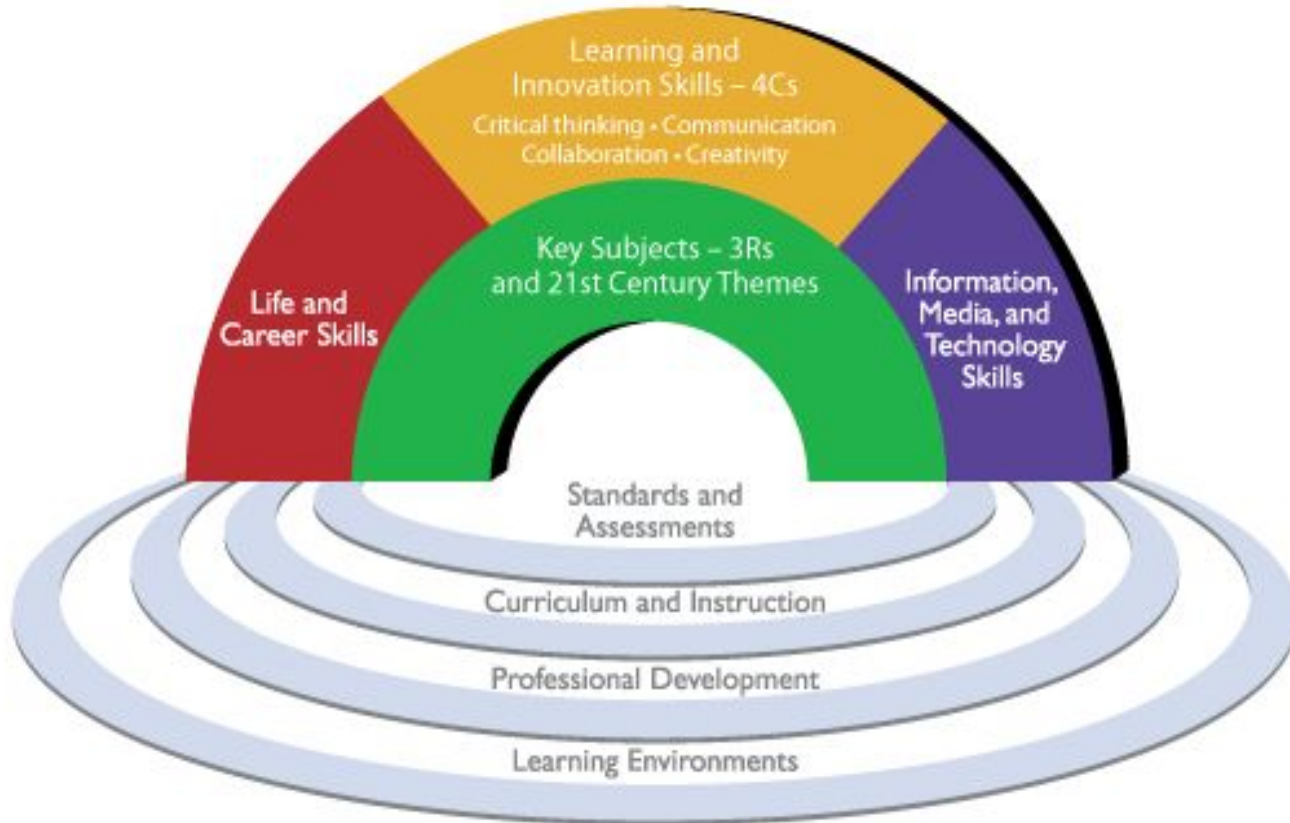 Learning and
Innovation Skills – 4Cs
Critical thinking • Communication
Collaboration • Creativity
Key Subjects – 3Rs
and 21st Century Themes
Life and
Career Skills
Information,
Media, and
Technology
Skills
Standards and
Assessments
Curriculum and Instruction
Professional Development
Learning Environments